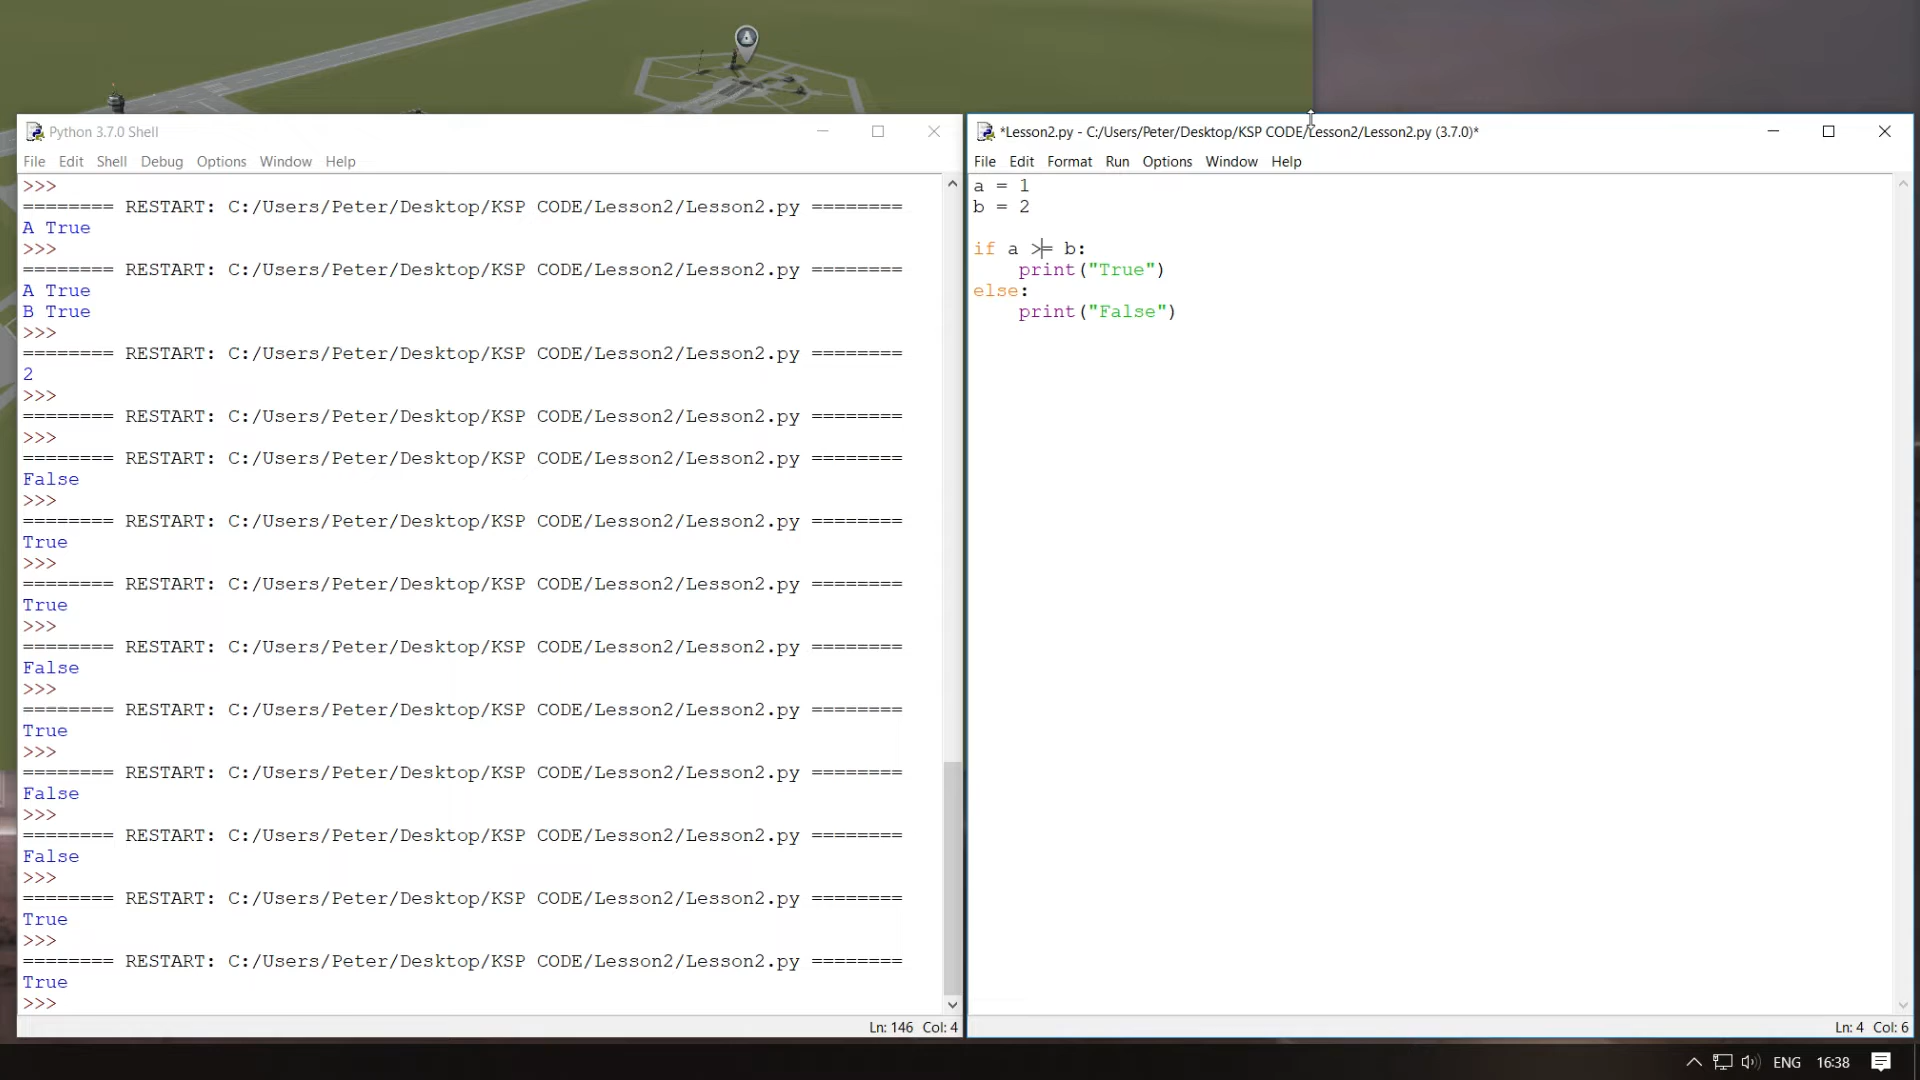 Python 3.7.0 Shell
File Edit Shell Debug Options Window Help
>>>
======== RESTART: C:/Users/Peter/Desktop/KSP CODE/Lesson2/Lesson2.py ========
A True
>>>
======== RESTART: C:/Users/Peter/Desktop/KSP CODE/Lesson2/Lesson2.py ========
A True
B True
>>>
======== RESTART: C:/Users/Peter/Desktop/KSP CODE/Lesson2/Lesson2.py ========
2
>>>
======== RESTART: C:/Users/Peter/Desktop/KSP CODE/Lesson2/Lesson2.py ========
>>>
======== RESTART: C:/Users/Peter/Desktop/KSP CODE/Lesson2/Lesson2.py ========
False
>>>
======== RESTART: C:/Users/Peter/Desktop/KSP CODE/Lesson2/Lesson2.py ========
True
>>>
======== RESTART: C:/Users/Peter/Desktop/KSP CODE/Lesson2/Lesson2.py ========
True
>>>
======== RESTART: C:/Users/Peter/Desktop/KSP CODE/Lesson2/Lesson2.py ========
False
>>>
======== RESTART: C:/Users/Peter/Desktop/KSP CODE/Lesson2/Lesson2.py ========
True
>>>
======== RESTART: C:/Users/Peter/Desktop/KSP CODE/Lesson2/Lesson2.py ========
False
>>>
======== RESTART: C:/Users/Peter/Desktop/KSP CODE/Lesson2/Lesson2.py ========
False
>>>
======== RESTART: C:/Users/Peter/Desktop/KSP CODE/Lesson2/Lesson2.py ========
True
>>>
======== RESTART: C:/Users/Peter/Desktop/KSP CODE/Lesson2/Lesson2.py ========
True
>>>
Ln: 146 Col: 4
*Lesson2.py - C:/Users/Peter/Desktop/KSP CODE/Lesson2/Lesson2.py (3.7.0)*
File Edit Format Run Options Window Help
a = 1
b = 2
if a >= b:
    print("True")
else:
    print("False")
Ln: 4 Col: 6
ENG 16:38